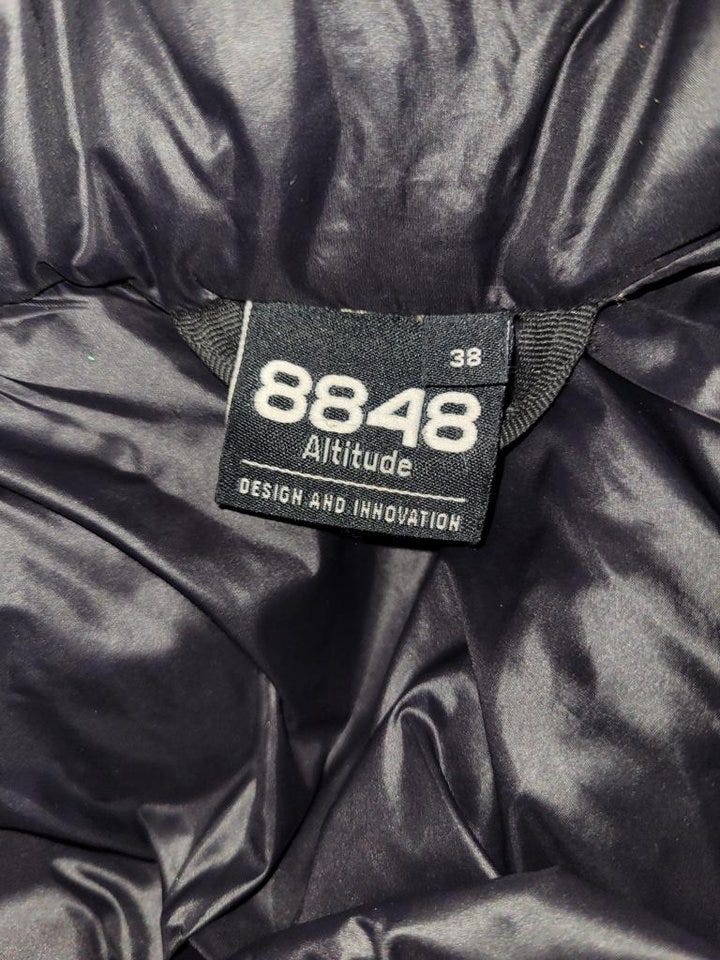 38
8848
Altitude
DESIGN AND INNOVATION